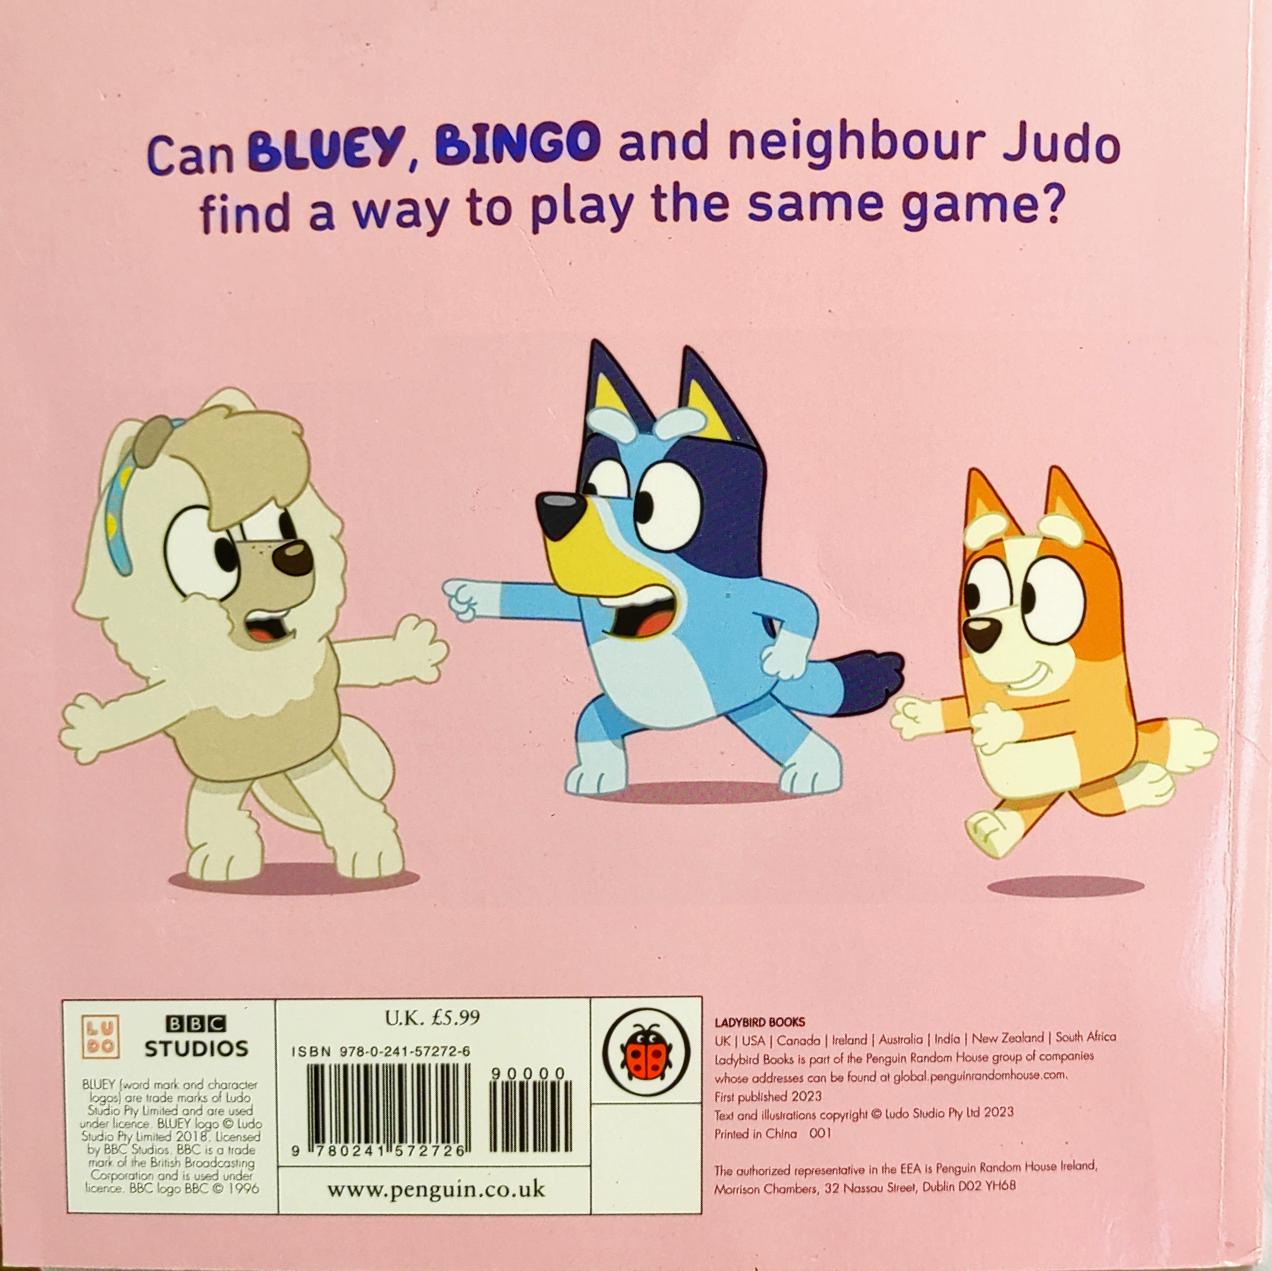 Can BLUEY, BINGO and neighbour Judo
find a way to play the same game?
LU
DO
BBC
STUDIOS
BLUEY (word mark and character
logos) are trade marks of Ludo
Studio Pty Limited and are used
under licence. BLUEY logo © Ludo
Studio Pty Limited 2018. Licensed
by BBC Studios. BBC is a trade
mark of the British Broadcasting
Corporation and is used under
licence. BBC logo BBC © 1996
U.K. £5.99
ISBN 978-0-241-57272-6
90000
9 780241 572726
www.penguin.co.uk
LADYBIRD BOOKS
UK | USA | Canada | Ireland | Australia | India | New Zealand | South Africa
Ladybird Books is part of the Penguin Random House group of companies
whose addresses can be found at global.penguinrandomhouse.com.
First published 2023
Text and illustrations copyright © Ludo Studio Pty Ltd 2023
Printed in China 001
The authorized representative in the EEA is Penguin Random House Ireland,
Morrison Chambers, 32 Nassau Street, Dublin D02 YH68